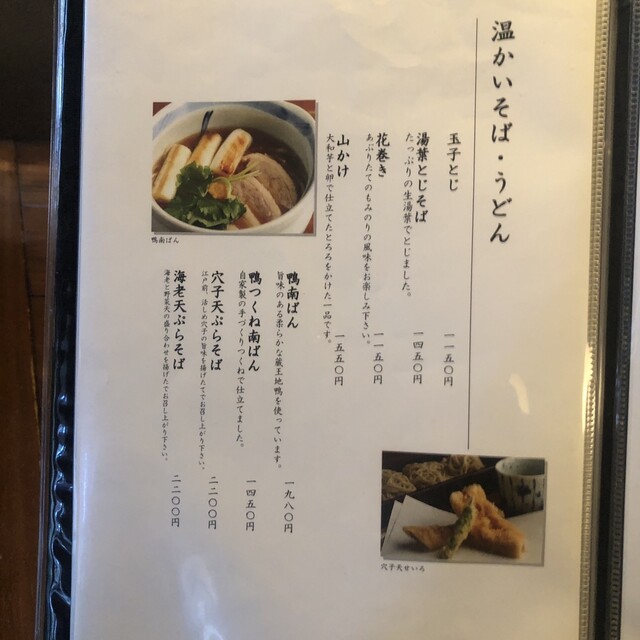 温かいそば・うどん
玉子とじ
一一五〇円
湯葉とじそば
たっぷりの生湯葉でとじました。
一四五〇円
花巻き
あぶりたてのもみのりの風味をお楽しみ下さい。
一一五〇円
山かけ
大和芋と卵で仕立てたとろろをかけた一品です。
一五五〇円
鴨南ばん
鴨南ばん
旨味のある柔らかな蔵王地鴨を使っています。
一九八〇円
鴨つくね南ばん
自家製の手づくりつくねで仕立てました。
一四五〇円
穴子天ぷらそば
江戸前、活じめ穴子の旨味を揚げたてでお召し上がり下さい。
二二〇〇円
海老天ぷらそば
海老と野菜天の盛り合わせを揚げたてお召し上がり下さい。
二二〇〇円
穴子天せいろ